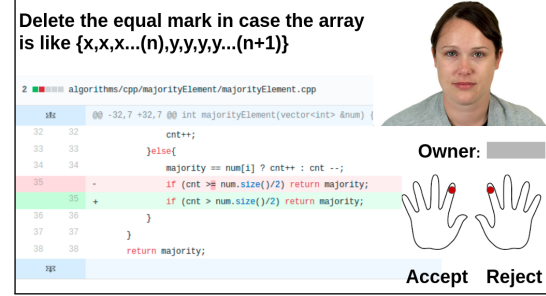 Delete the equal mark in case the array
is like {x,x,x...(n),y,y,y,y...(n+1)}
2 algorithms/cpp/majorityElement/majorityElement.cpp
@@ -32,7 +32,7 @@ int majorityElement(vector<int> &num) {
32 32 cnt++;
33 33 }else{
34 34 majority == num[i] ? cnt++ : cnt --;
35 - if (cnt >= num.size()/2) return majority;
35 + if (cnt > num.size()/2) return majority;
36 36 }
37 37 }
38 38 return majority;
Owner:
Accept Reject